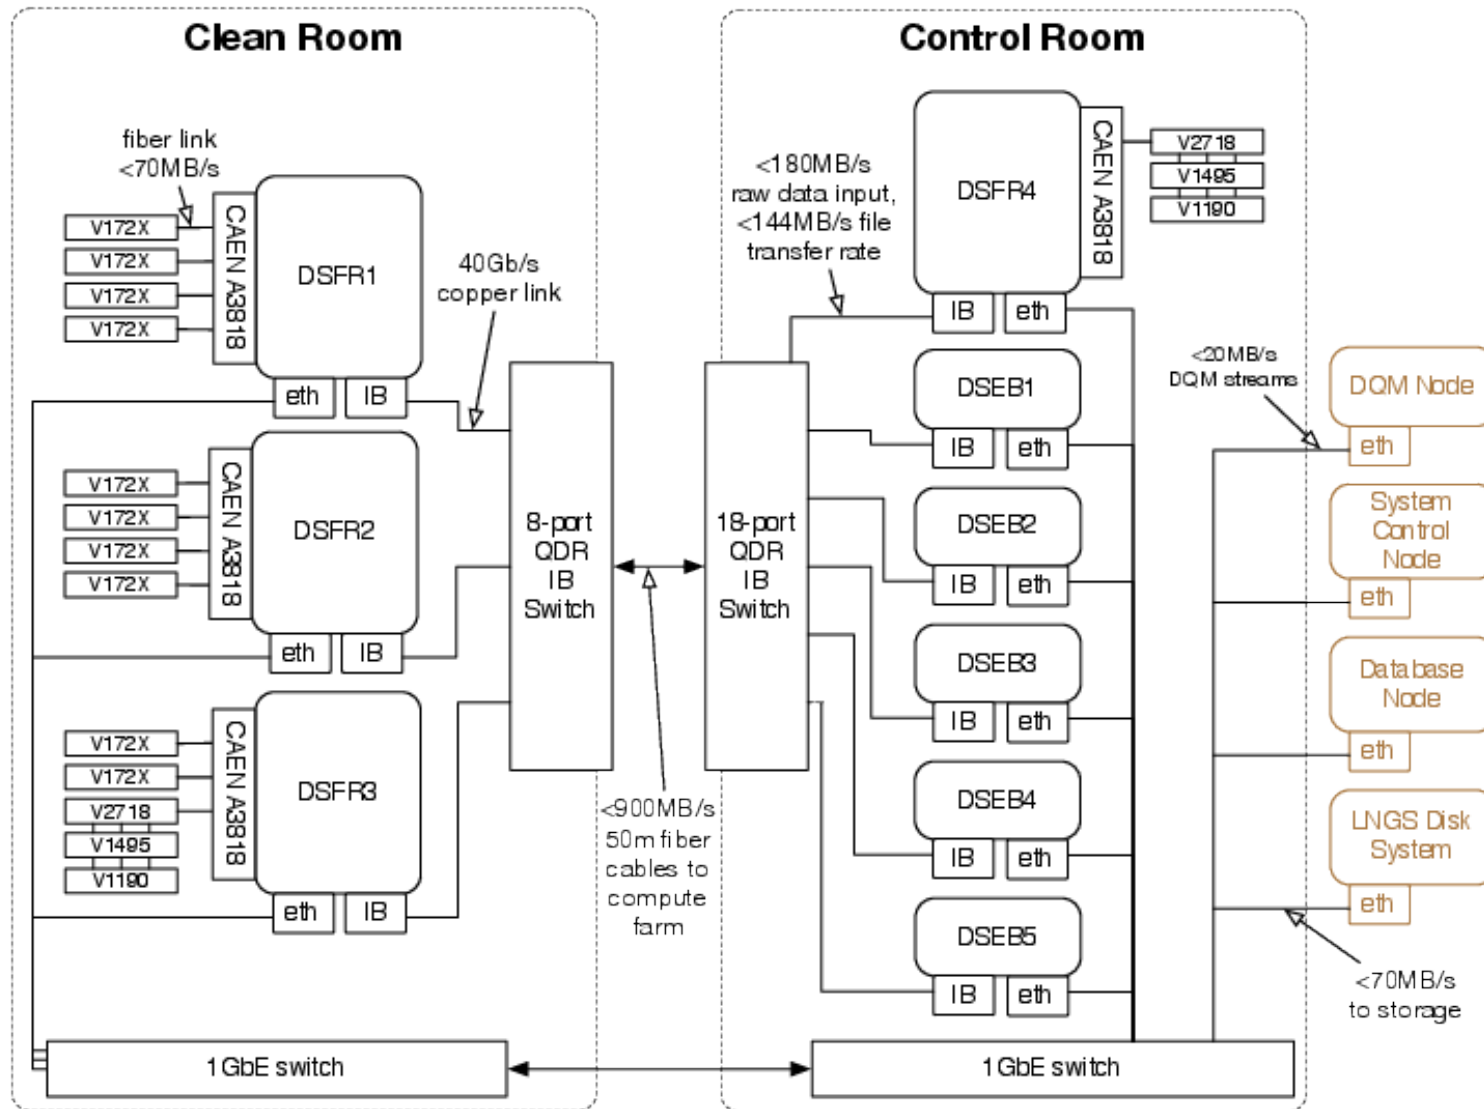 Clean Room
fiber link
<70MB/s
V172X
V172X
V172X
V172X
CAEN A3818
DSFR1
eth
IB
40Gb/s
copper link
V172X
V172X
V172X
V172X
CAEN A3818
DSFR2
eth
IB
V172X
V172X
V2718
V1495
V1190
CAEN A3818
DSFR3
eth
IB
8-port
QDR
IB
Switch
1GbE switch
<900MB/s
50m fiber
cables to
compute
farm
Control Room
<180MB/s
raw data input,
<144MB/s file
transfer rate
18-port
QDR
IB
Switch
DSFR4
CAEN A3818
V2718
V1495
V1190
IB
eth
DSEB1
IB
eth
DSEB2
IB
eth
DSEB3
IB
eth
DSEB4
IB
eth
DSEB5
IB
eth
1GbE switch
<20MB/s
DQM streams
DQM Node
eth
System
Control
Node
eth
Database
Node
eth
LNGS Disk
System
eth
<70MB/s
to storage